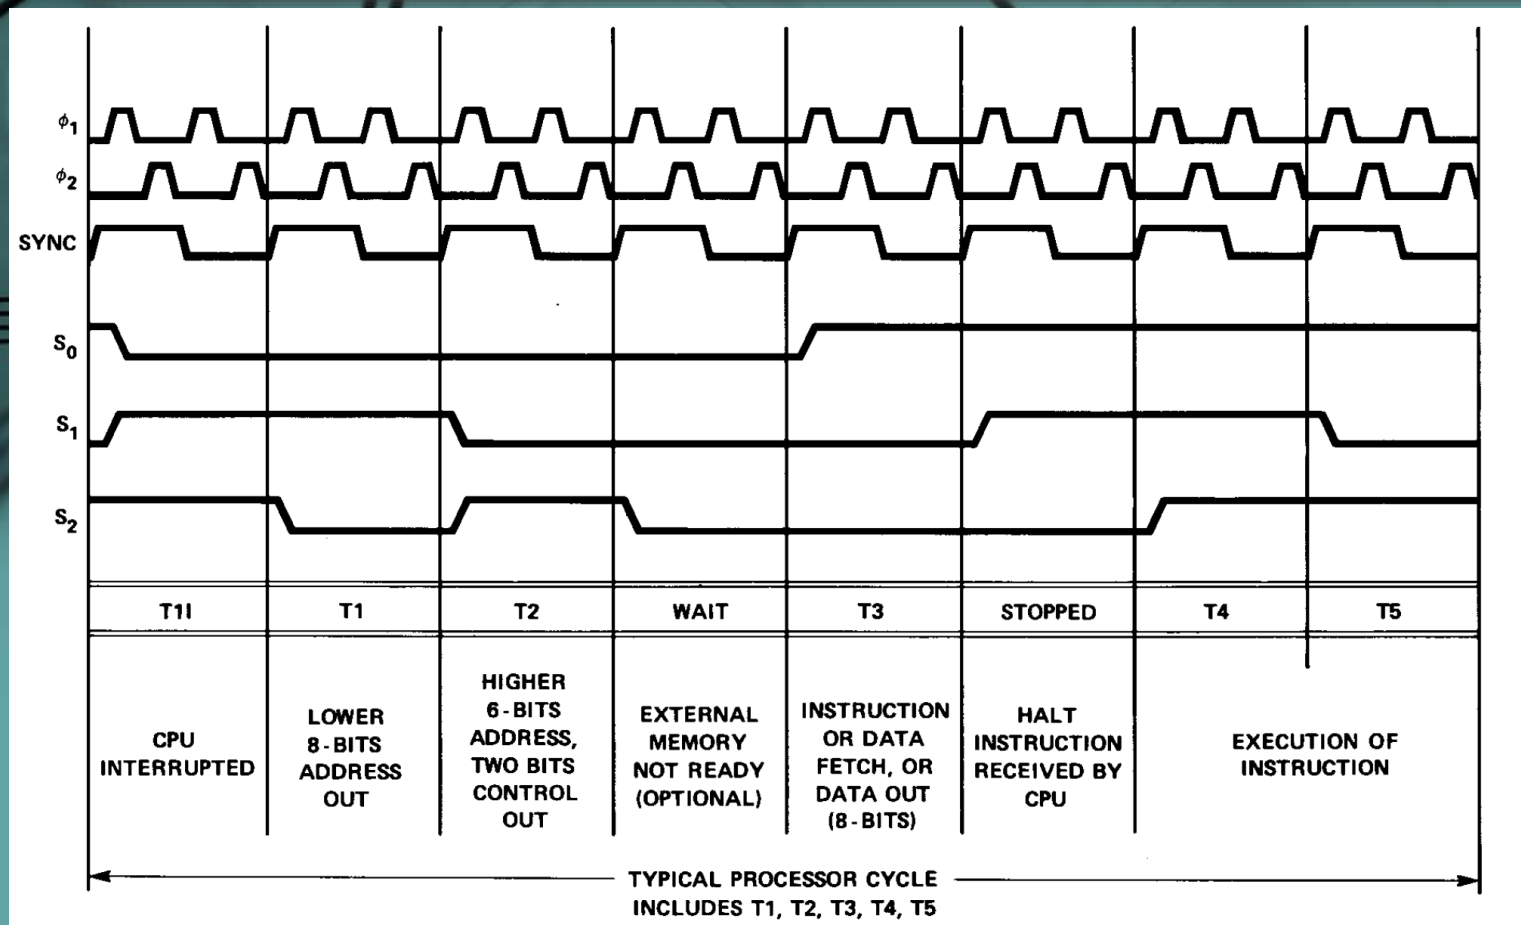 ϕ1
ϕ2
SYNC
S0
S1
S2
T1I
T1
T2
WAIT
T3
STOPPED
T4
T5
CPU
INTERRUPTED
LOWER
8-BITS
ADDRESS
OUT
HIGHER
6-BITS
ADDRESS,
TWO BITS
CONTROL
OUT
EXTERNAL
MEMORY
NOT READY
(OPTIONAL)
INSTRUCTION
OR DATA
FETCH, OR
DATA OUT
(8-BITS)
HALT
INSTRUCTION
RECEIVED BY
CPU
EXECUTION OF
INSTRUCTION
TYPICAL PROCESSOR CYCLE
INCLUDES T1, T2, T3, T4, T5